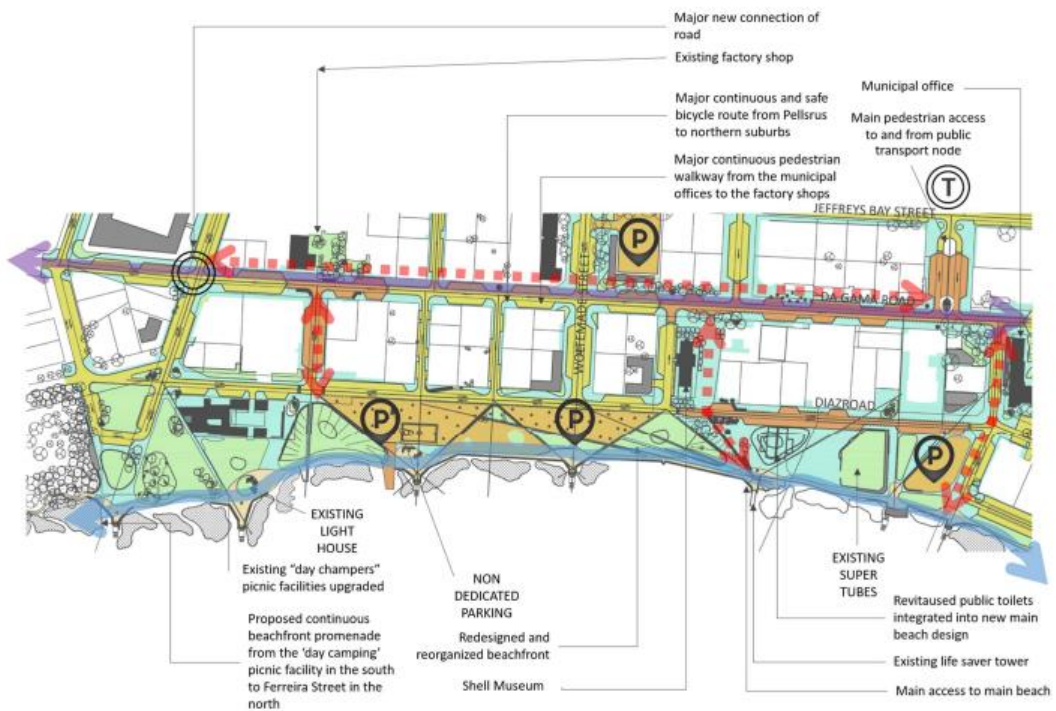 Major new connection of
road
Existing factory shop
Municipal office
Major continuous and safe
bicycle route from Pellsrus
to northern suburbs
Main pedestrian access
to and from public
transport node
Major continuous pedestrian
walkway from the municipal
offices to the factory shops
T
JEFFREYS BAY STREET
P
DA GAMA ROAD
WOLTEMADE STREET
DIAZROAD
P
P
P
EXISTING
LIGHT
HOUSE
Existing “day champers”
picnic facilities upgraded
NON
DEDICATED
PARKING
EXISTING
SUPER
TUBES
Proposed continuous
beachfront promenade
from the ‘day camping’
picnic facility in the south
to Ferreira Street in the
north
Redesigned and
reorganized beachfront
Shell Museum
Revitaused public toilets
integrated into new main
beach design
Existing life saver tower
Main access to main beach